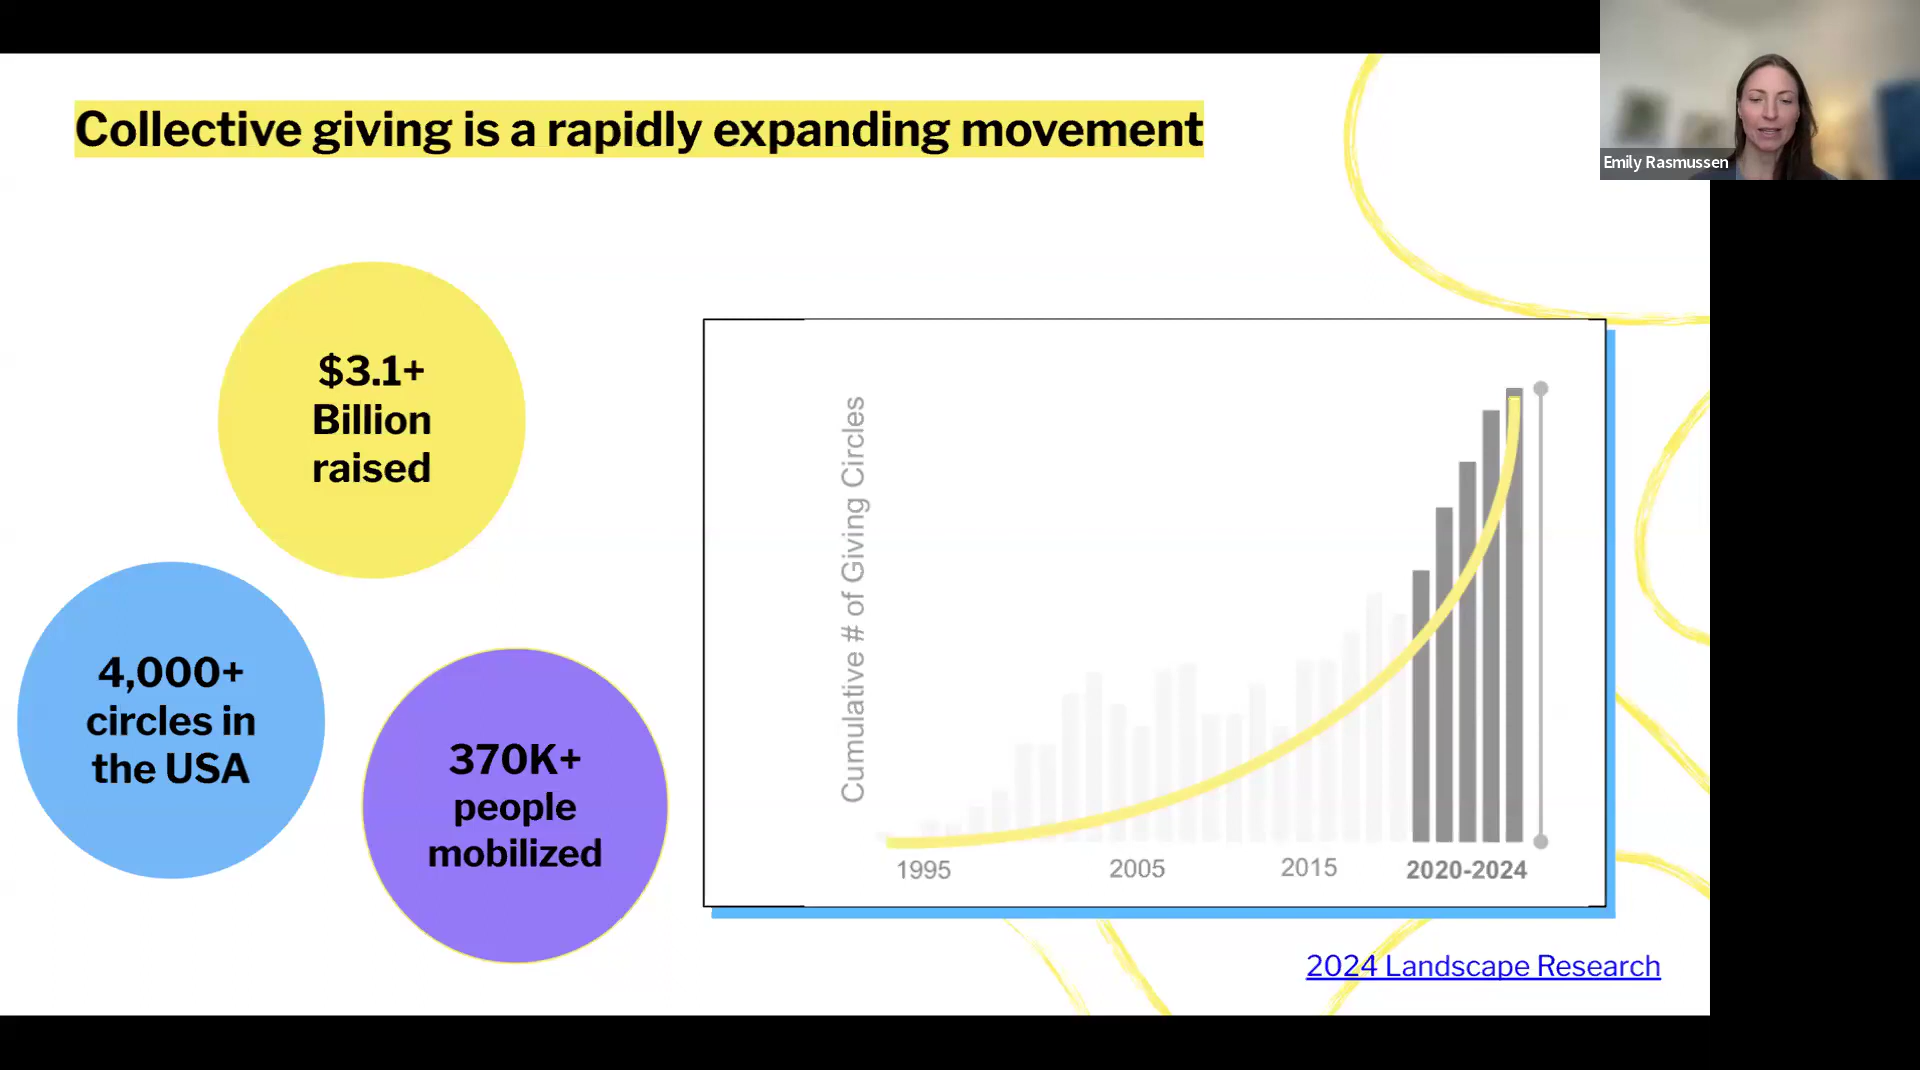 Collective giving is a rapidly expanding movement
Emily Rasmussen
$3.1+
Billion
raised
4,000+
circles in
the USA
370K+
people
mobilized
Cumulative # of Giving Circles
1995
2005
2015
2020-2024
2024 Landscape Research